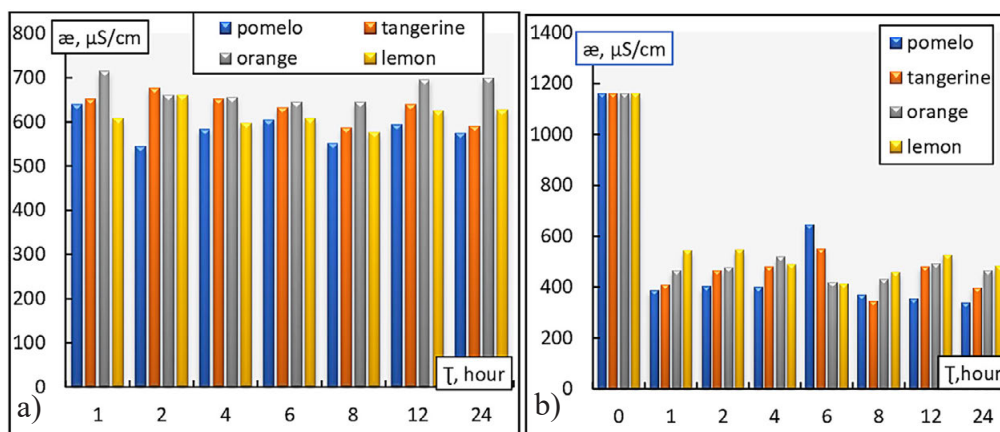 800
700
600
500
400
300
200
100
0
æ, µS/cm
pomelo
tangerine
orange
lemon
Ʈ, hour
1 2 4 6 8 12 24
a)
1400
1200
1000
800
600
400
200
0
æ, µS/cm
pomelo
tangerine
orange
lemon
Ʈ,hour
0 1 2 4 6 8 12 24
b)